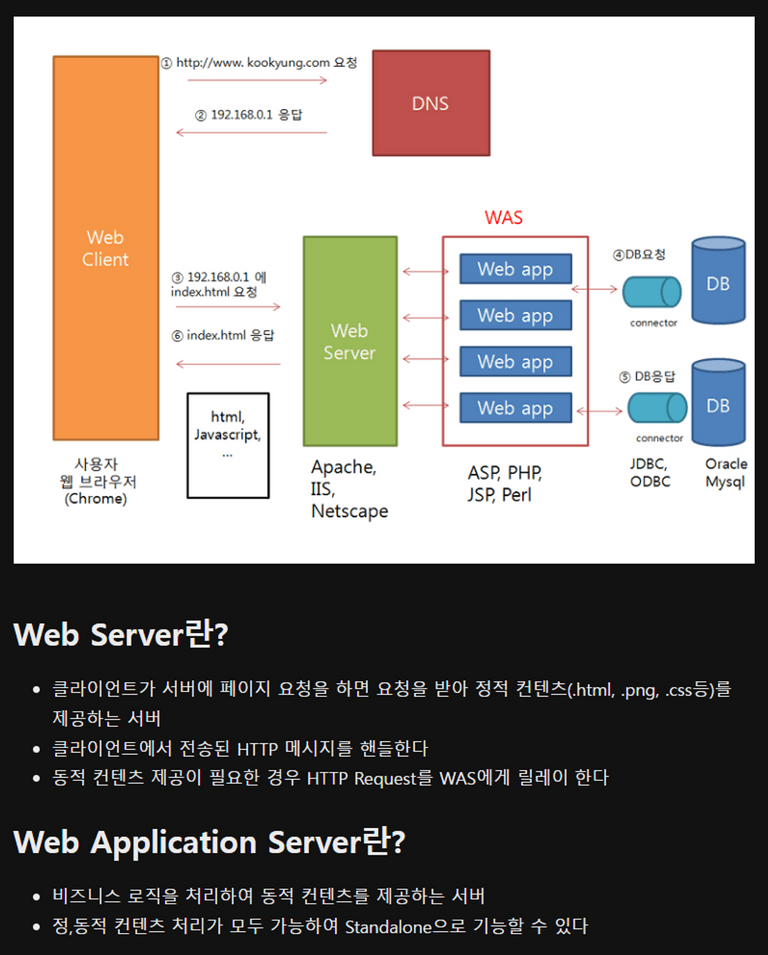 ① http://www. kookyung.com 요청
DNS
② 192.168.0.1 응답
Web
Client
WAS
③ 192.168.0.1 에
index.html 요청
⑥ index.html 응답
Web
Server
Web app
Web app
Web app
Web app
④DB요청
connector
DB
⑤ DB응답
connector
DB
html,
Javascript,
...
사용자
웹 브라우저
(Chrome)
Apache,
IIS,
Netscape
ASP, PHP,
JSP, Perl
JDBC,
ODBC
Oracle
Mysql
Web Server란?
• 클라이언트가 서버에 페이지 요청을 하면 요청을 받아 정적 컨텐츠(.html, .png, .css등)를
제공하는 서버
• 클라이언트에서 전송된 HTTP 메시지를 핸들한다
• 동적 컨텐츠 제공이 필요한 경우 HTTP Request를 WAS에게 릴레이 한다
Web Application Server란?
• 비즈니스 로직을 처리하여 동적 컨텐츠를 제공하는 서버
• 정,동적 컨텐츠 처리가 모두 가능하여 Standalone으로 기능할 수 있다